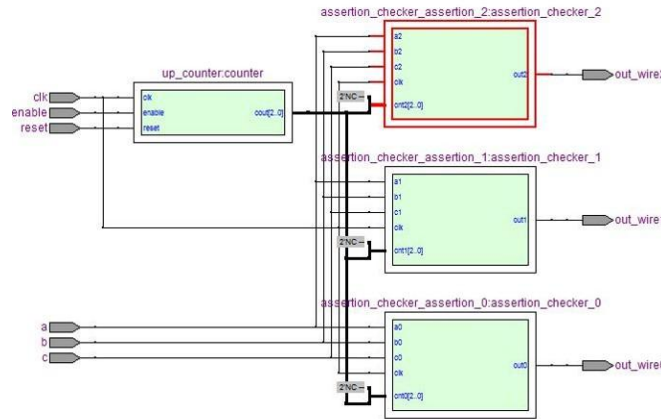 assertion_checker_assertion_2:assertion_checker_2
a2
b2
c2
clk
cnt2[2..0]
out2
out_wire2
2'NC --
up_counter:counter
clk
enable
reset
clk
enable
reset
cout[2..0]
assertion_checker_assertion_1:assertion_checker_1
a1
b1
c1
clk
cnt1[2..0]
out1
2'NC --
assertion_checker_assertion_0:assertion_checker_0
a
b
c
a0
b0
c0
clk
cnt0[2..0]
out0
2'NC --